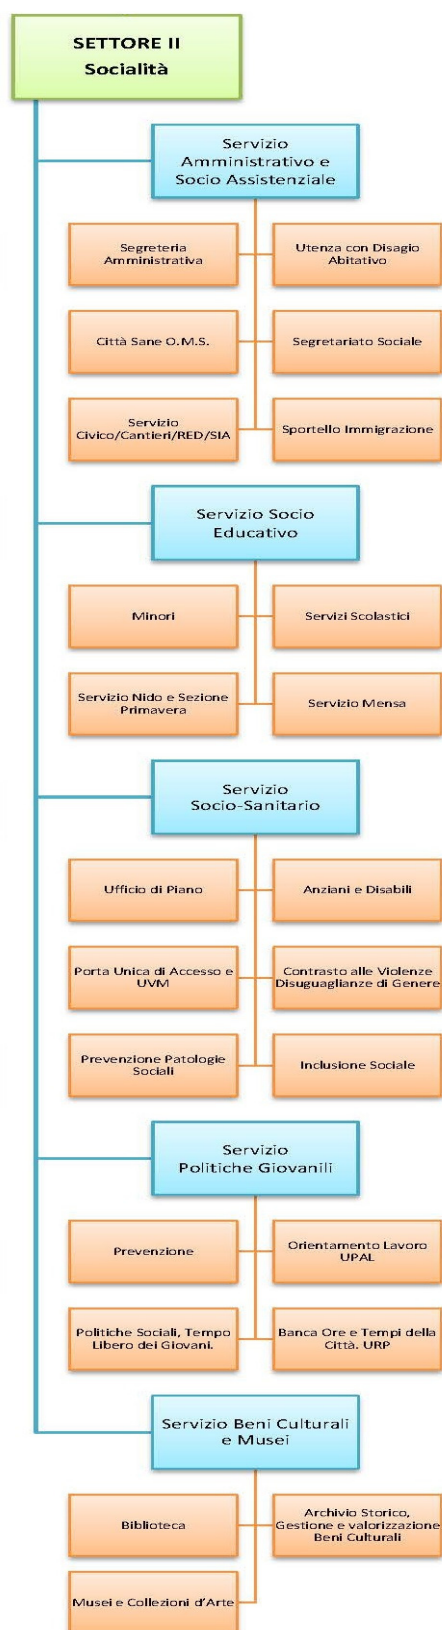 SETTORE II
Socialità
Servizio
Amministrativo e
Socio Assistenziale
Segreteria
Amministrativa
Utenza con Disagio
Abitativo
Città Sane O.M.S.
Segretariato Sociale
Servizio
Civico/Cantieri/RED/SIA
Sportello Immigrazione
Servizio Socio
Educativo
Minori
Servizi Scolastici
Servizio Nido e Sezione
Primavera
Servizio Mensa
Servizio
Socio-Sanitario
Ufficio di Piano
Anziani e Disabili
Porta Unica di Accesso e
UVM
Contrasto alle Violenze
Disuguaglianze di Genere
Prevenzione Patologie
Sociali
Inclusione Sociale
Servizio
Politiche Giovanili
Prevenzione
Orientamento Lavoro
UPAL
Politiche Sociali, Tempo
Libero dei Giovani.
Banca Ore e Tempi della
Città. URP
Servizio Beni Culturali
e Musei
Biblioteca
Archivio Storico,
Gestione e valorizzazione
Beni Culturali
Musei e Collezioni d'Arte